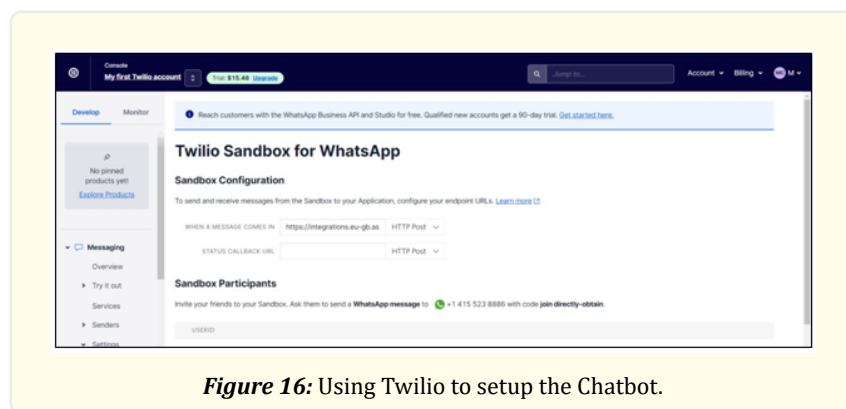 Console
My first Twilio account
Trial: $15.48 Upgrade
Jump to...
Account
Billing
M
Develop
Monitor
Reach customers with the WhatsApp Business API and Studio for free. Qualified new accounts get a 90-day trial. Get started here.
No pinned
products yet!
Explore Products
Twilio Sandbox for WhatsApp
Sandbox Configuration
To send and receive messages from the Sandbox to your Application, configure your endpoint URLs. Learn more
WHEN A MESSAGE COMES IN https://integrations.eu-gb.as HTTP Post
STATUS CALLBACK URL HTTP Post
Messaging
Overview
Try it out
Services
Senders
Settings
Sandbox Participants
Invite your friends to your Sandbox. Ask them to send a WhatsApp message to +1 415 523 8886 with code join directly-obtain.
USERID
Figure 16: Using Twilio to setup the Chatbot.